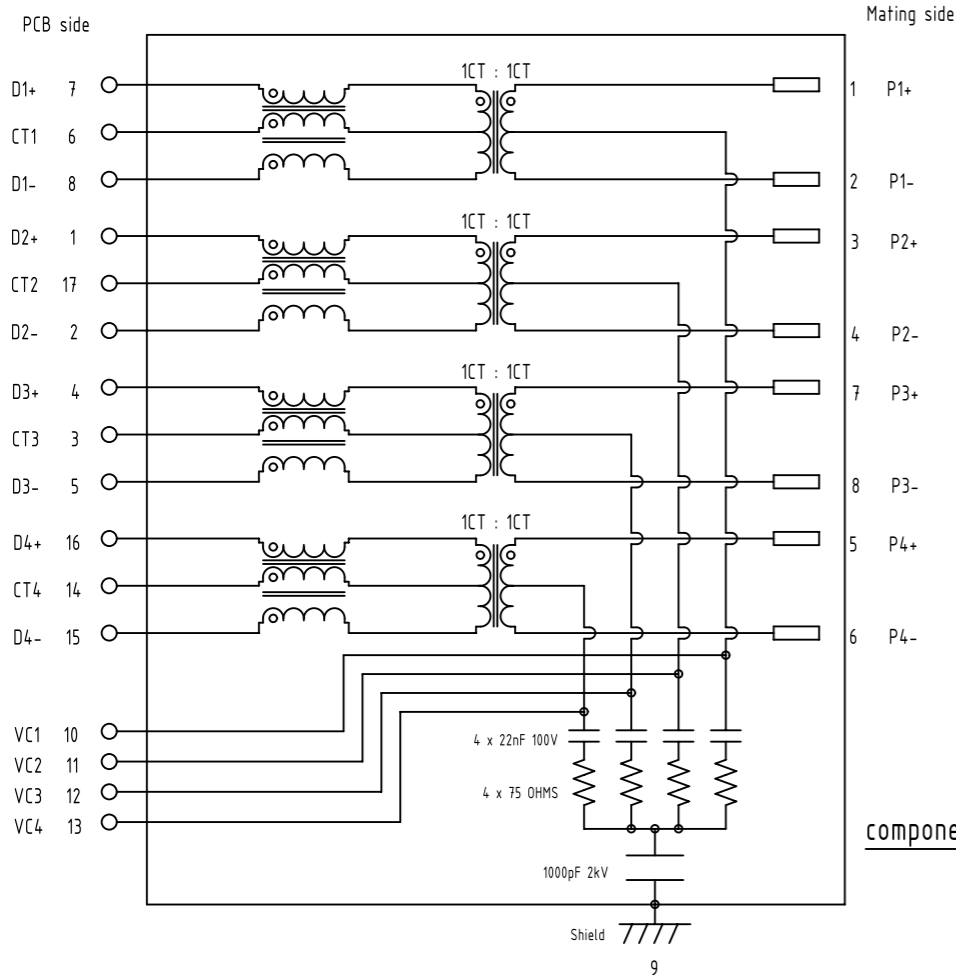 PCB side
Mating side
1CT : 1CT
D1+ 7
1 P1+
CT1 6
D1- 8
2 P1-
1CT : 1CT
D2+ 1
3 P2+
CT2 17
D2- 2
4 P2-
1CT : 1CT
D3+ 4
7 P3+
CT3 3
D3- 5
8 P3-
1CT : 1CT
D4+ 16
5 P4+
CT4 14
D4- 15
6 P4-
VC1 10
4 x 22nF 100V
VC2 11
VC3 12
4 x 75 OHMS
VC4 13
compone
1000pF 2kV
Shield
9